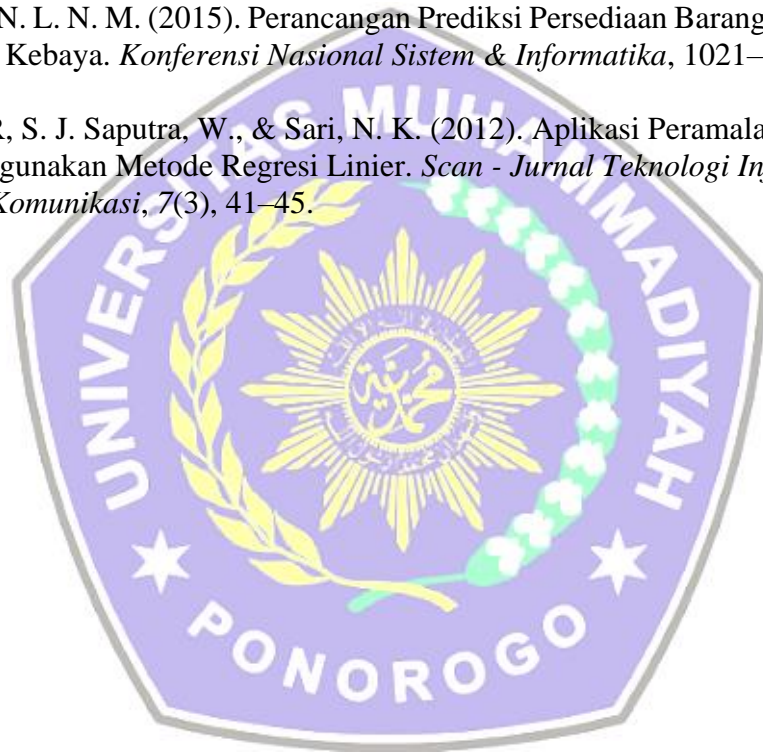 N. L. N. M. (2015). Perancangan Prediksi Persediaan Barang
Kebaya. Konferensi Nasional Sistem & Informatika, 1021–
R, S. J. Saputra, W., & Sari, N. K. (2012). Aplikasi Peramala
gunakan Metode Regresi Linier. Scan - Jurnal Teknologi In
Komunikasi, 7(3), 41–45.
UNIVERSITAS MUHAMMADIYAH
PONOROGO
محمدية